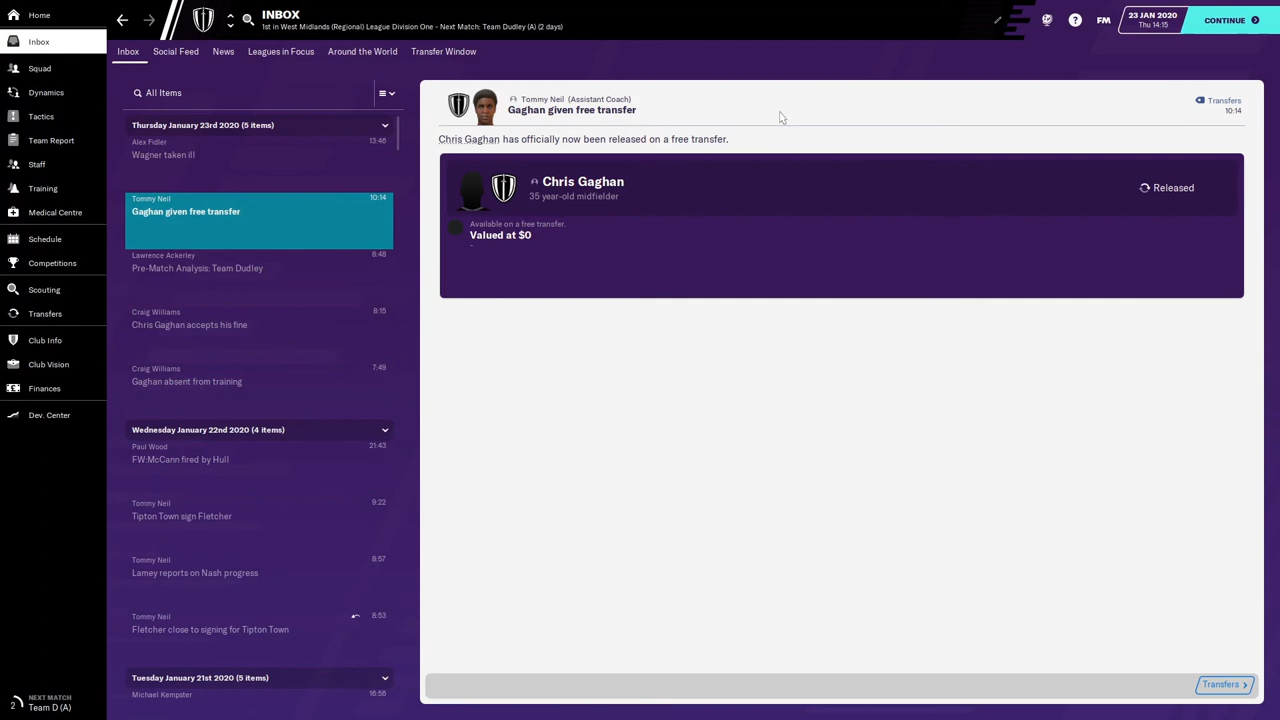 Home
Inbox
Squad
Dynamics
Tactics
Team Report
Staff
Training
Medical Centre
Schedule
Competitions
Scouting
Transfers
Club Info
Club Vision
Finances
Dev. Center
NEXT MATCH
2 Team D (A)
INBOX
1st in West Midlands (Regional) League Division One - Next Match: Team Dudley (A) (2 days)
?
FM
23 JAN 2020
Thu 14:15
CONTINUE
Inbox Social Feed News Leagues in Focus Around the World Transfer Window
All Items
Thursday January 23rd 2020 (5 items)
Alex Fidler 13:46
Wagner taken ill
Tommy Neil 10:14
Gaghan given free transfer
Lawrence Ackerley 8:48
Pre-Match Analysis: Team Dudley
Craig Williams 8:15
Chris Gaghan accepts his fine
Craig Williams 7:49
Gaghan absent from training
Wednesday January 22nd 2020 (4 items)
Paul Wood 21:43
FW:McCann fired by Hull
Tommy Neil 9:22
Tipton Town sign Fletcher
Tommy Neil 8:57
Lamey reports on Nash progress
Tommy Neil 8:53
Fletcher close to signing for Tipton Town
Tuesday January 21st 2020 (5 items)
Michael Kempster 16:56
Tommy Neil (Assistant Coach)
Gaghan given free transfer
Transfers
10:14
Chris Gaghan has officially now been released on a free transfer.
Chris Gaghan
35 year-old midfielder
Released
Available on a free transfer.
Valued at $0
-
Transfers